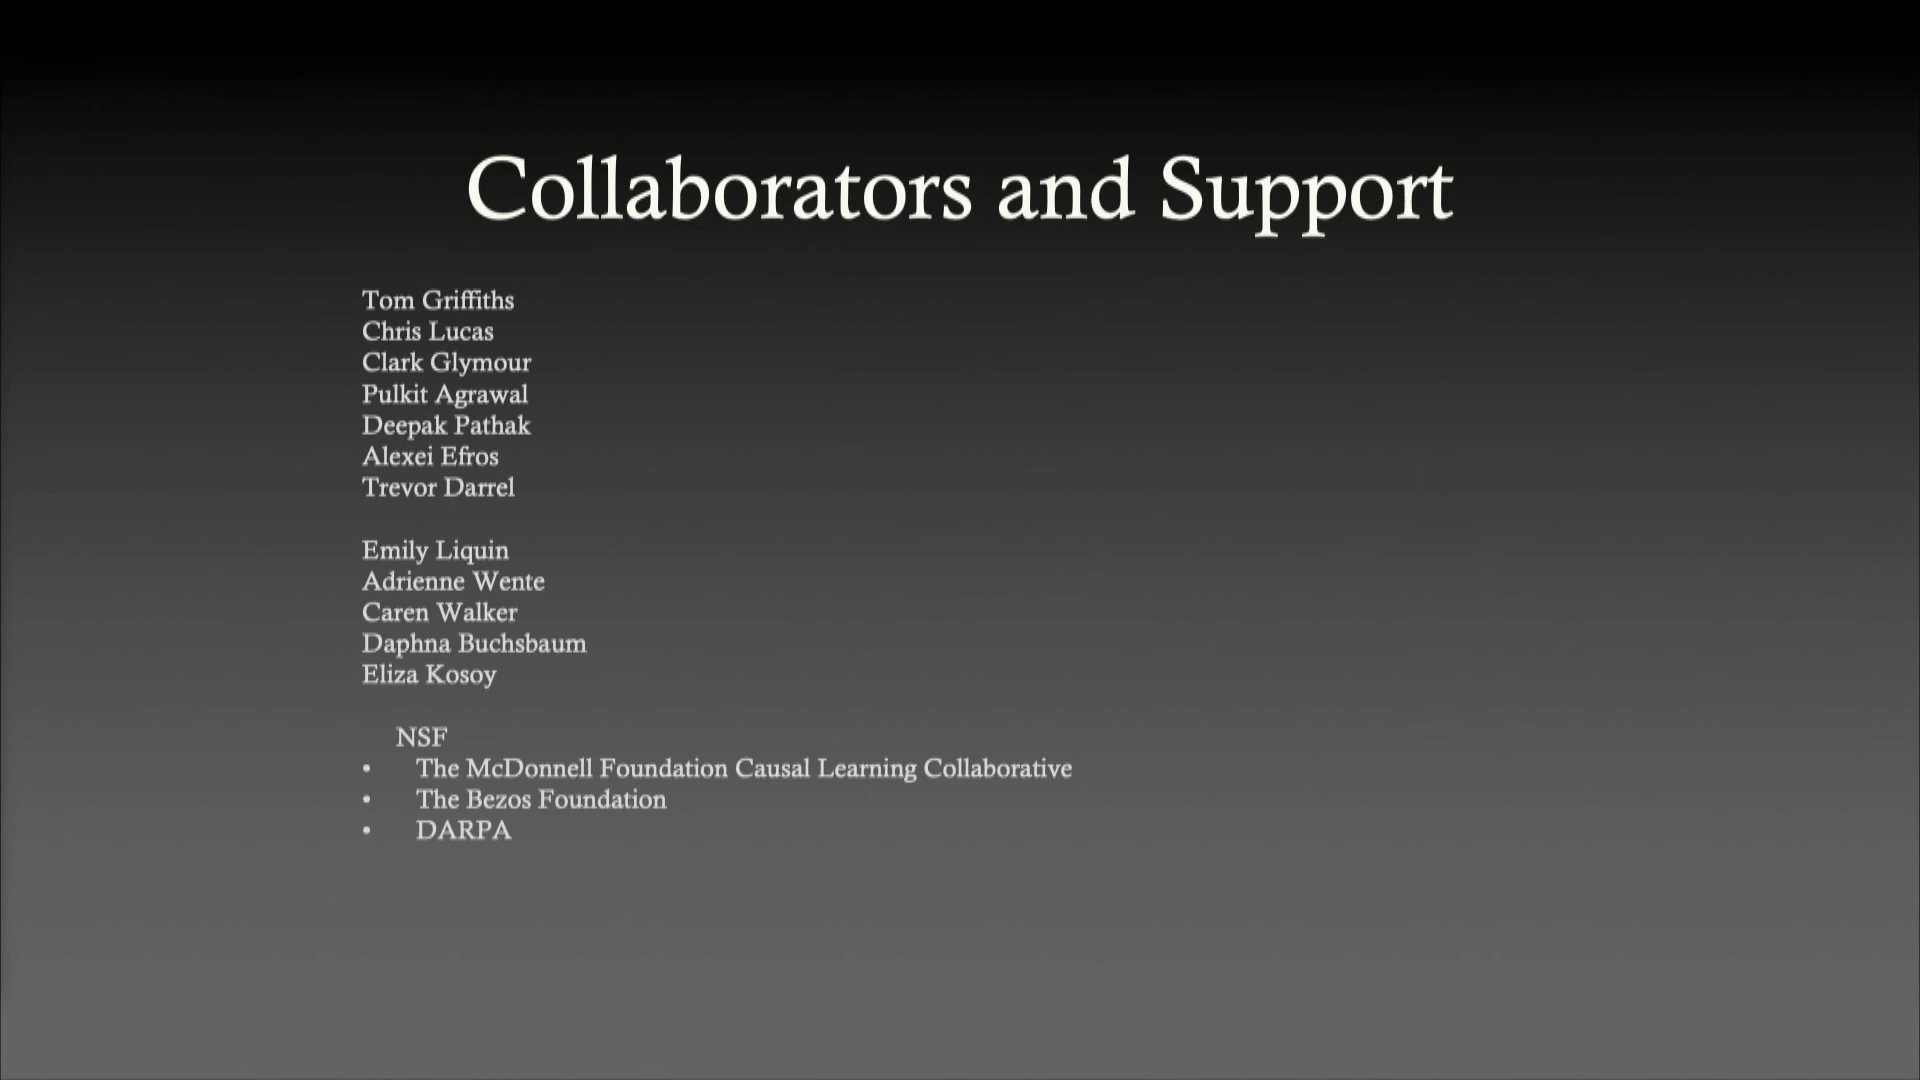 Collaborators and Support
Tom Griffiths
Chris Lucas
Clark Glymour
Pulkit Agrawal
Deepak Pathak
Alexei Efros
Trevor Darrel
Emily Liquin
Adrienne Wente
Caren Walker
Daphna Buchsbaum
Eliza Kosoy
NSF
• The McDonnell Foundation Causal Learning Collaborative
• The Bezos Foundation
• DARPA